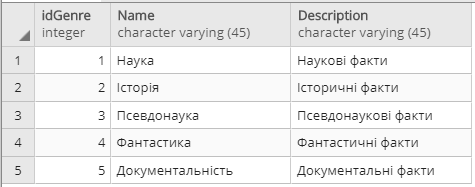 idGenre Name Description
integer character varying (45) character varying (45)
1 1 Наука Наукові факти
2 2 Історія Історичні факти
3 3 Псевдонаука Псевдонаукові факти
4 4 Фантастика Фантастичні факти
5 5 Документальність Документальні факти